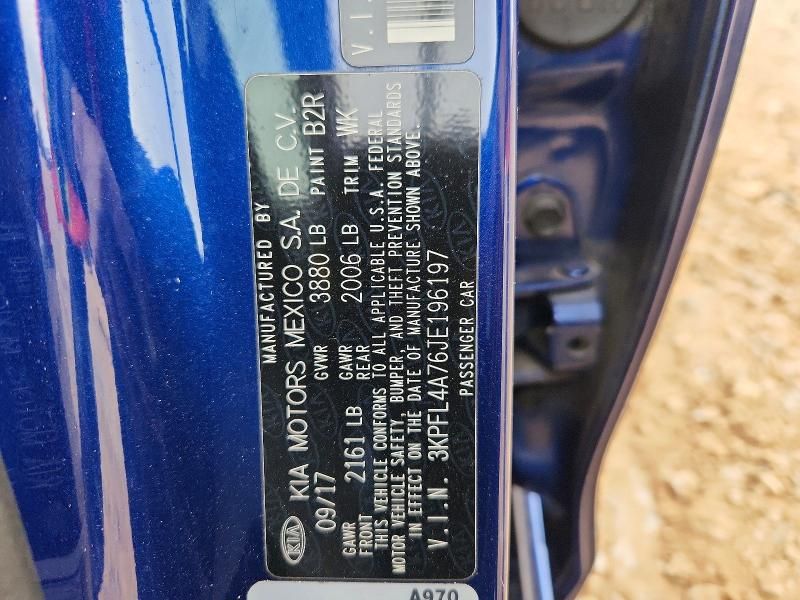 V.I.
MANUFACTURED BY
KIA KIA MOTORS MEXICO S.A. DE C.V.
09/17 GVWR 3880 LB PAINT B2R
GAWR FRONT 2161 LB GAWR REAR 2006 LB TRIM WK
THIS VEHICLE CONFORMS TO ALL APPLICABLE U.S.A. FEDERAL
MOTOR VEHICLE SAFETY, BUMPER, AND THEFT PREVENTION STANDARDS
IN EFFECT ON THE DATE OF MANUFACTURE SHOWN ABOVE.
V.I.N. 3KPFL4A76JE196197
PASSENGER CAR
A970